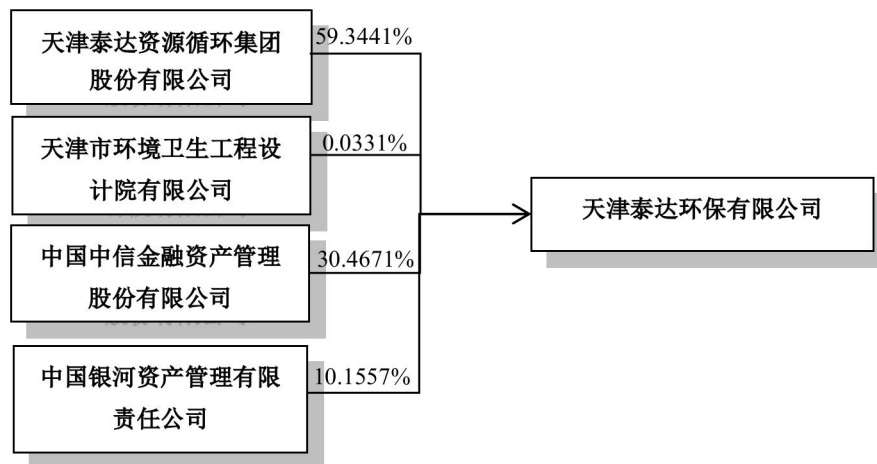 天津泰达资源循环集团
股份有限公司
59.3441%
天津市环境卫生工程设
计院有限公司
0.0331%
天津泰达环保有限公司
中国中信金融资产管理
股份有限公司
30.4671%
中国银河资产管理有限
责任公司
10.1557%